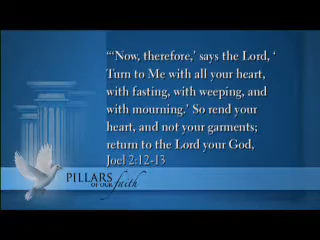 “‘Now, therefore,’ says the Lord, ‘
Turn to Me with all your heart,
with fasting, with weeping, and
with mourning.’ So rend your
heart, and not your garments;
return to the Lord your God,
Joel 2:12-13
PILLARS
OF OUR faith